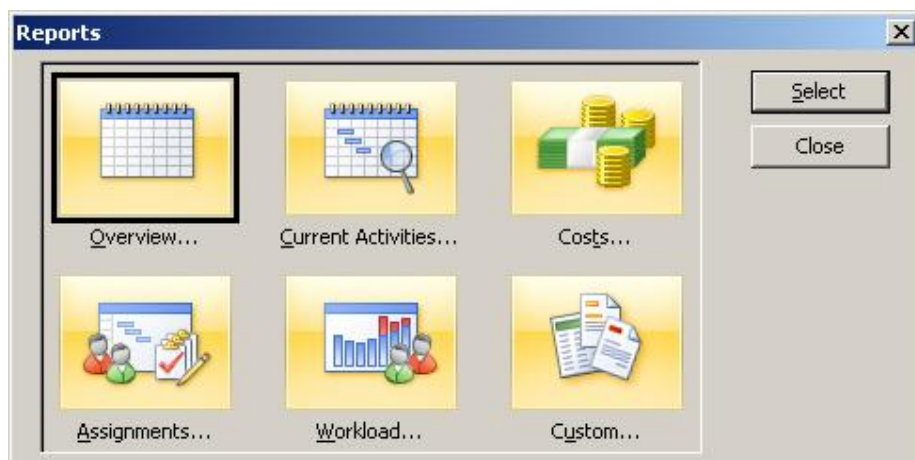 Reports
Select
Close
Overview...
Current Activities...
Costs...
Assignments...
Workload...
Custom...